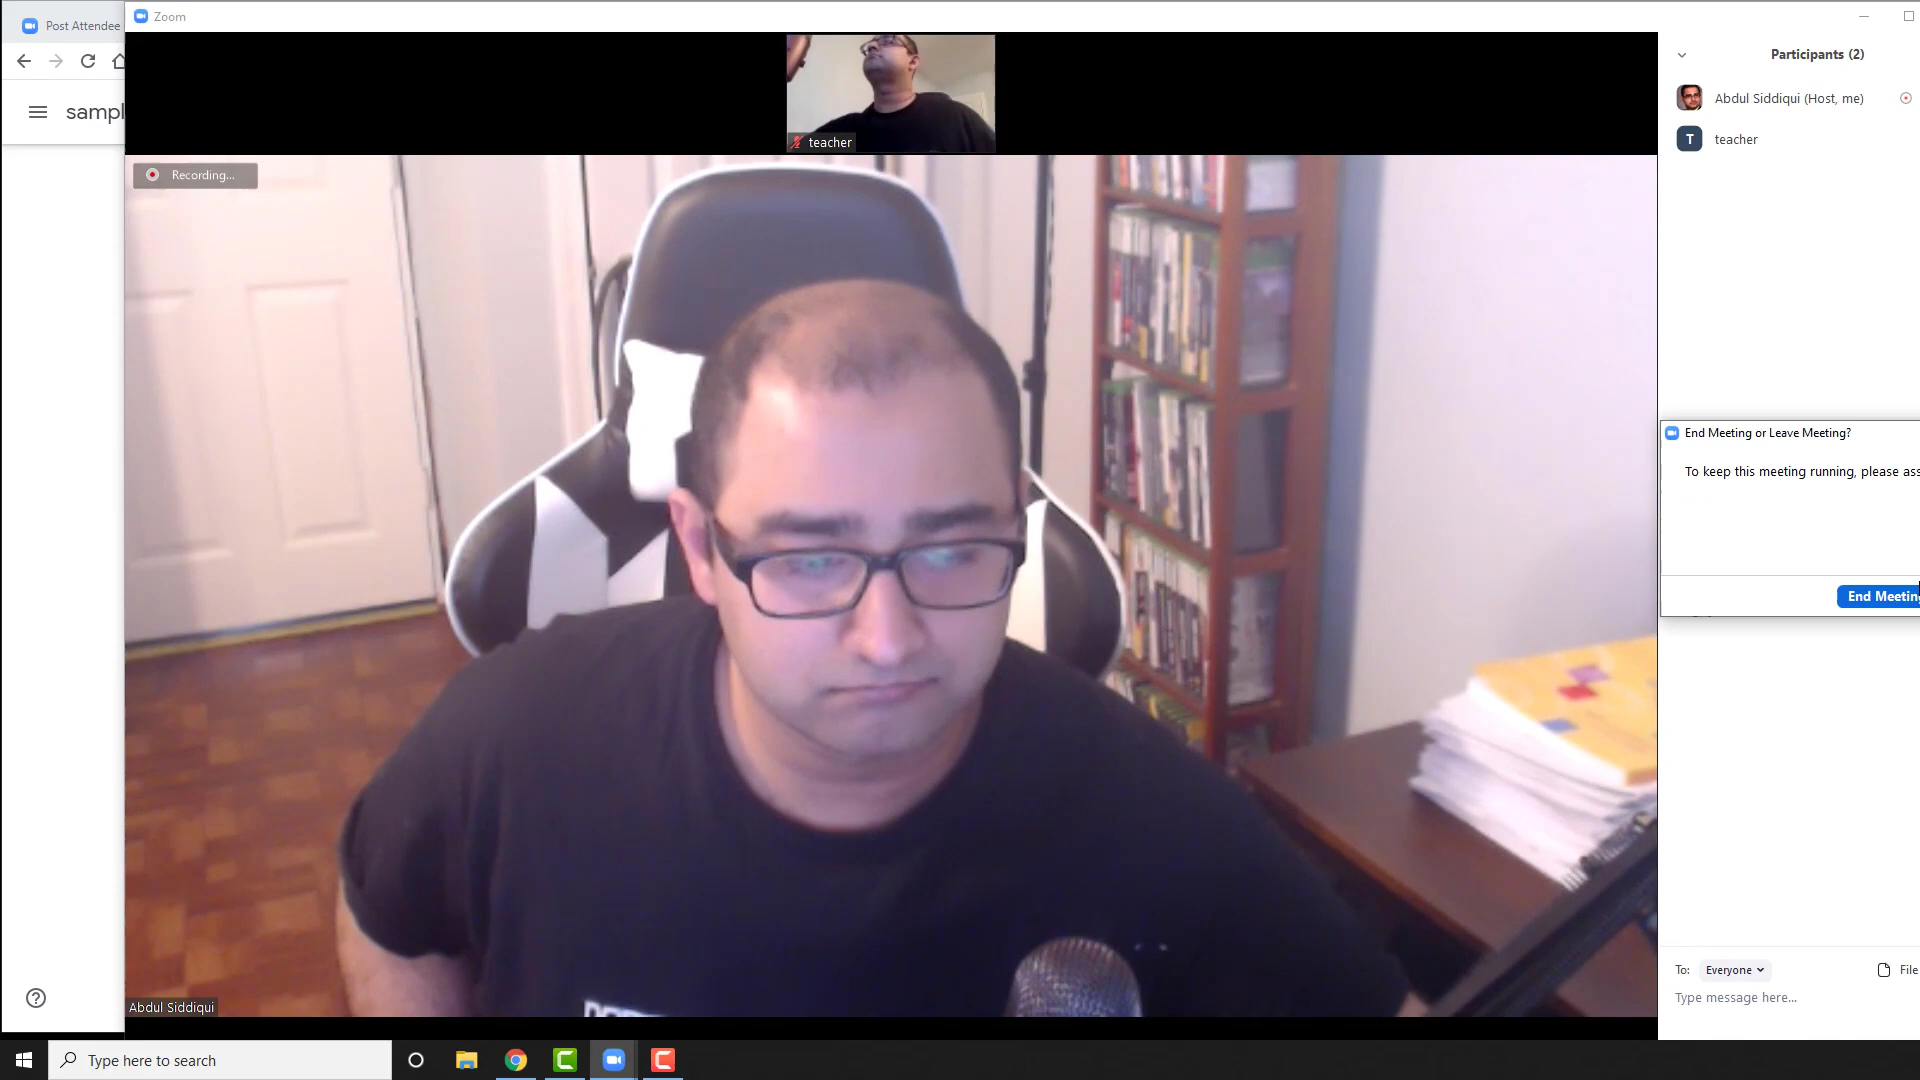 Post Attendee
Zoom
sampl
teacher
Recording...
Participants (2)
Abdul Siddiqui (Host, me)
T
teacher
End Meeting or Leave Meeting?
To keep this meeting running, please ass
End Meeting
Abdul Siddiqui
To:
Everyone
File
Type message here...
Type here to search